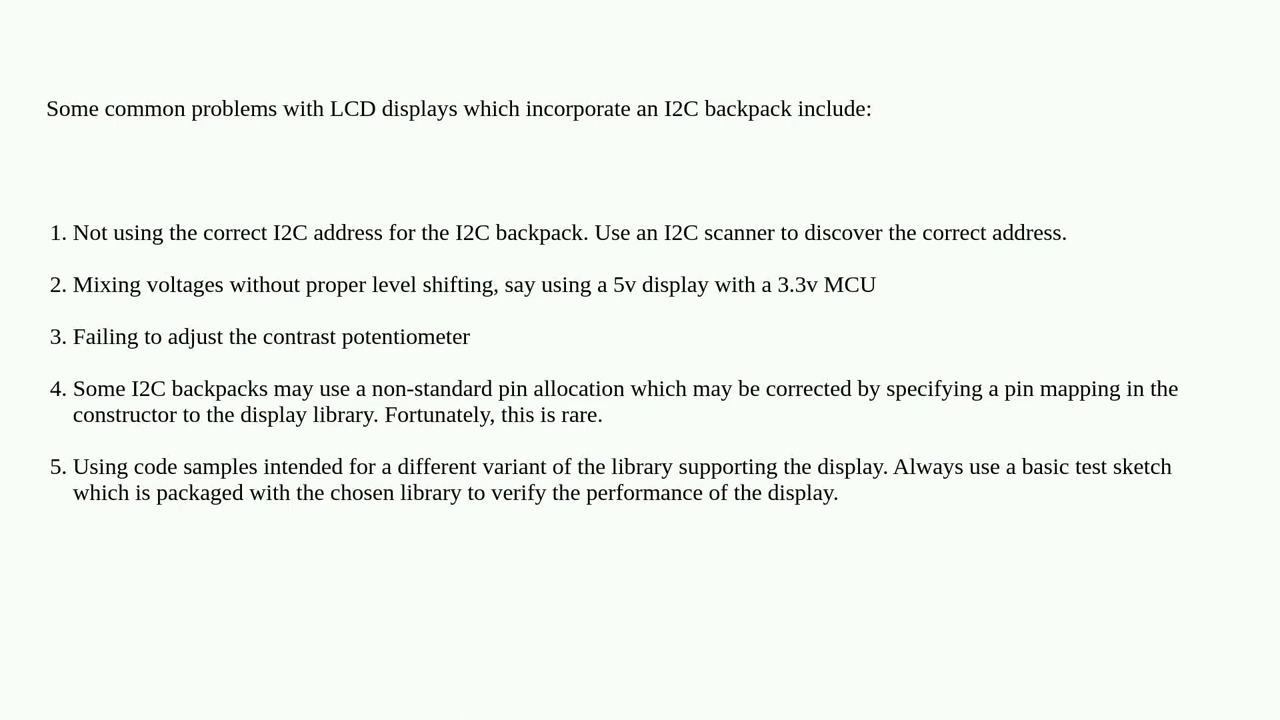 Some common problems with LCD displays which incorporate an I2C backpack include:
1. Not using the correct I2C address for the I2C backpack. Use an I2C scanner to discover the correct address.
2. Mixing voltages without proper level shifting, say using a 5v display with a 3.3v MCU
3. Failing to adjust the contrast potentiometer
4. Some I2C backpacks may use a non-standard pin allocation which may be corrected by specifying a pin mapping in the
constructor to the display library. Fortunately, this is rare.
5. Using code samples intended for a different variant of the library supporting the display. Always use a basic test sketch
which is packaged with the chosen library to verify the performance of the display.